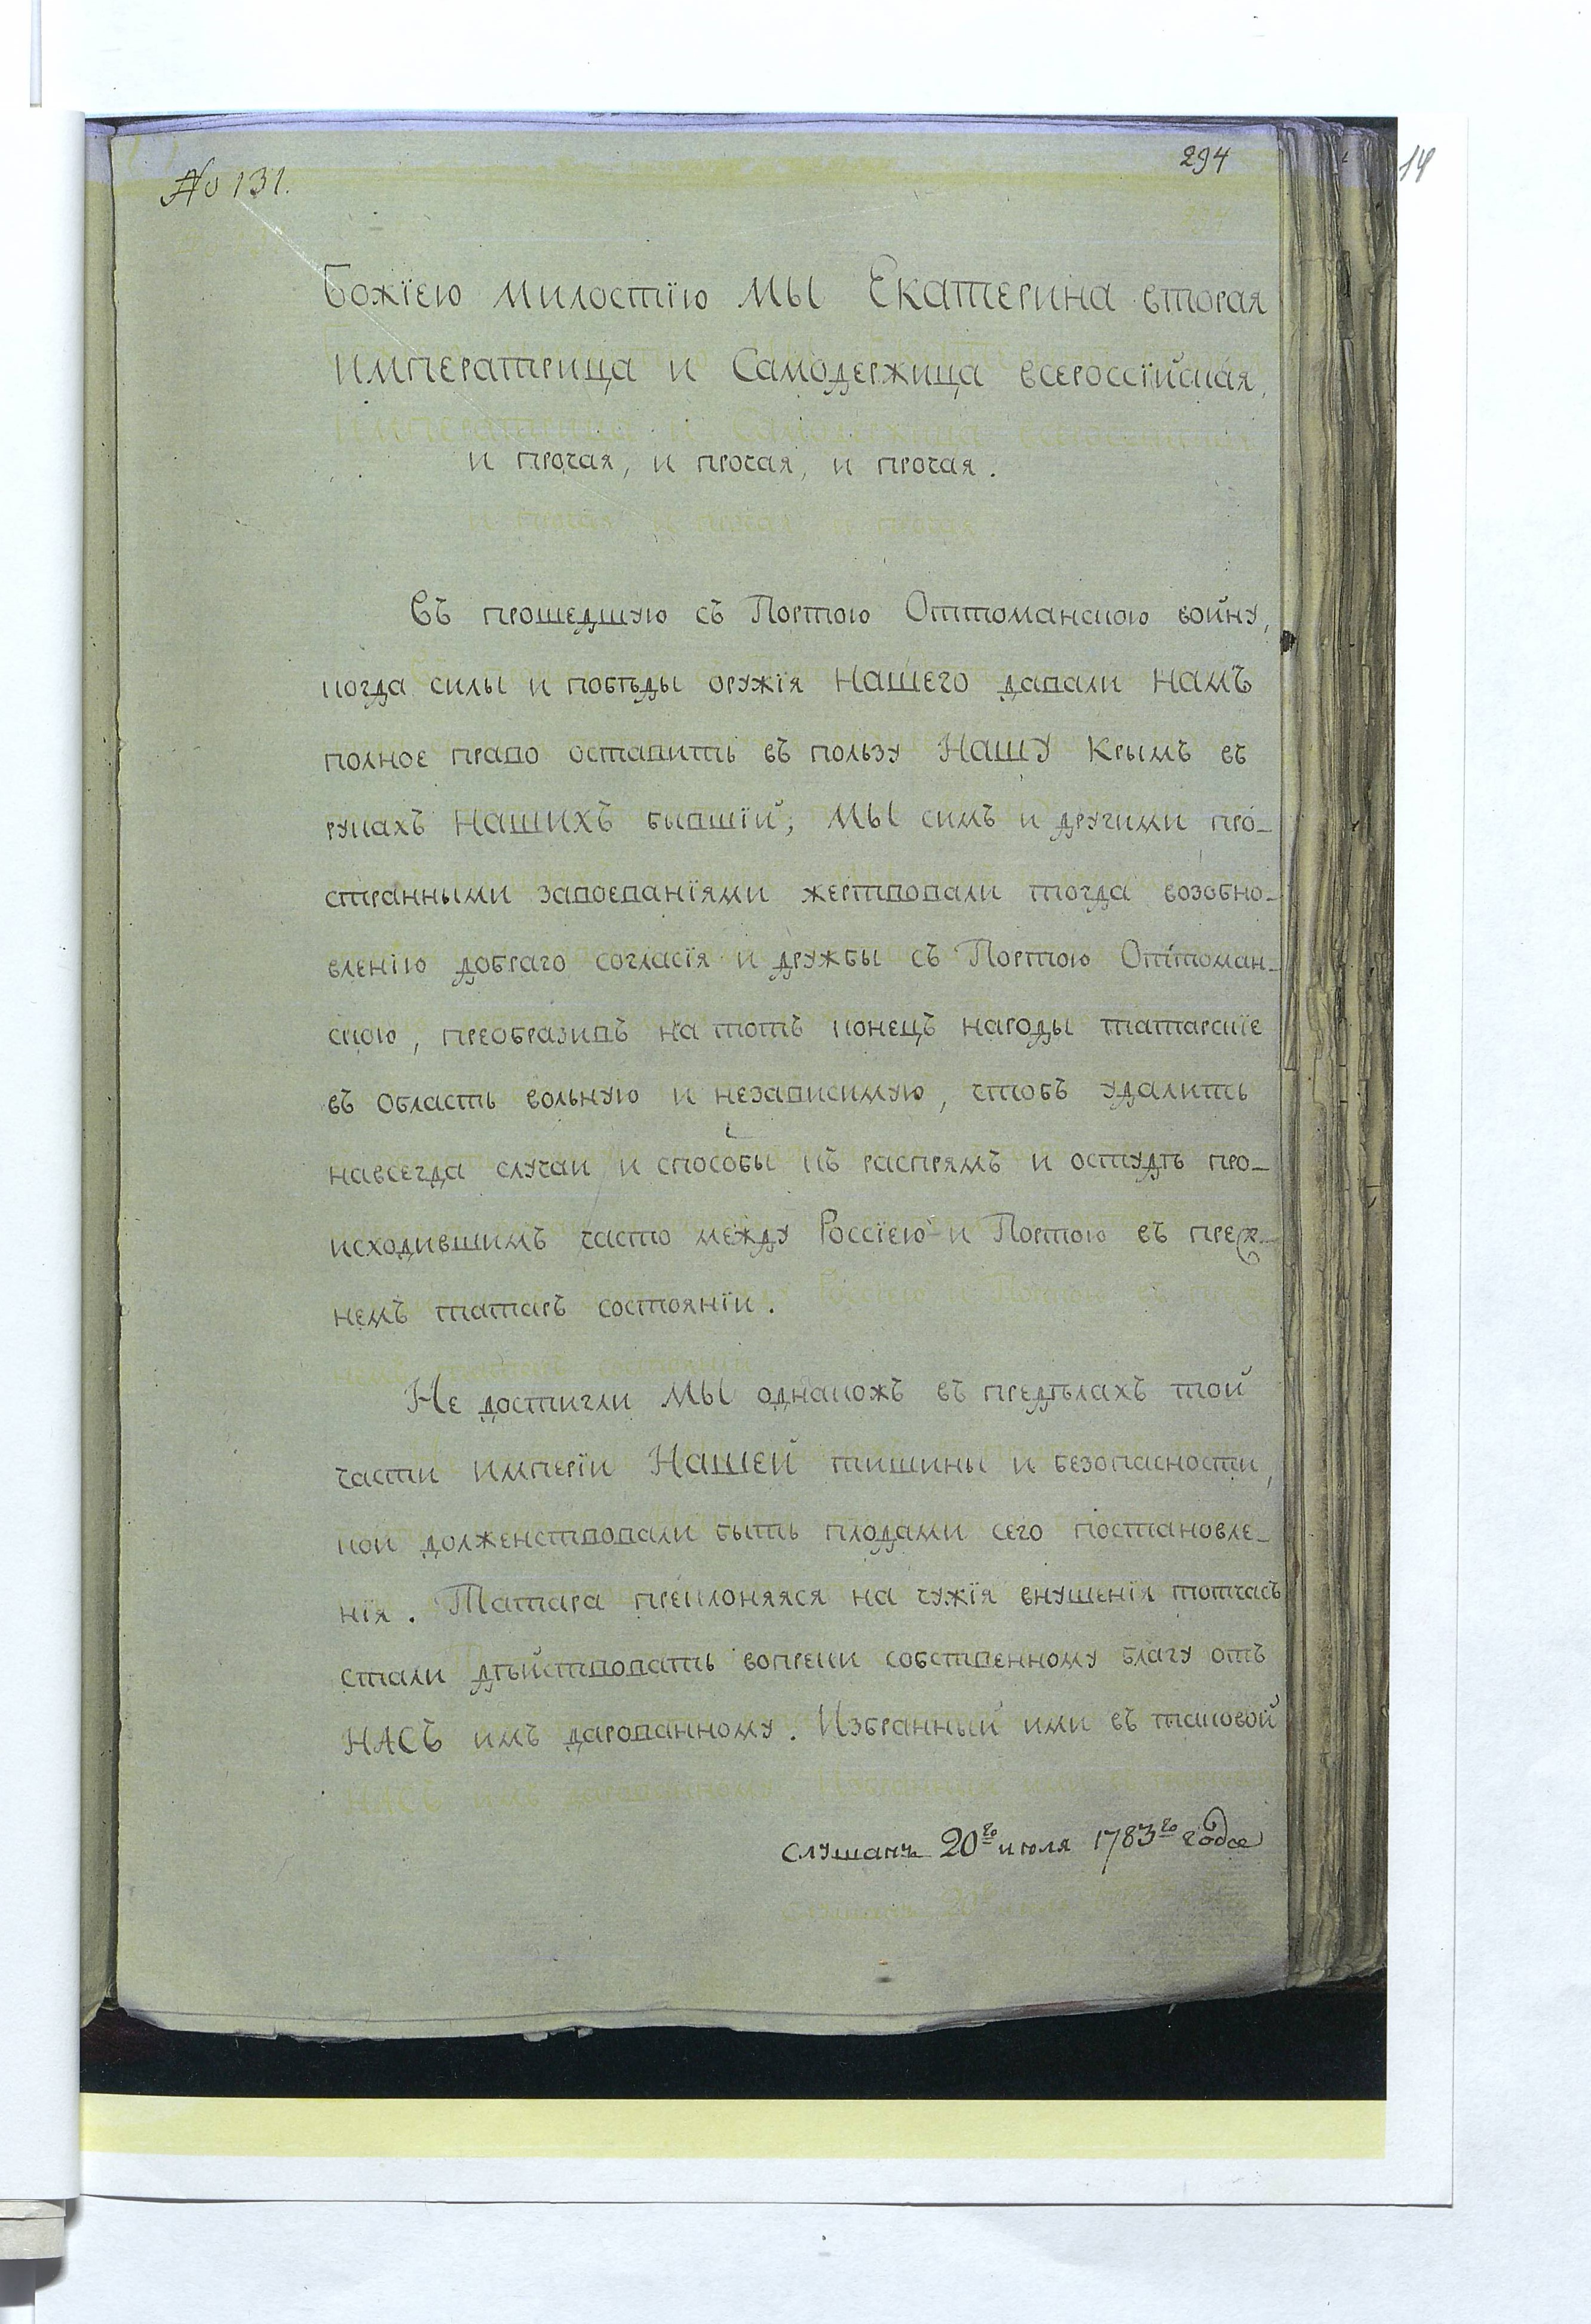 № 131.
294
14
Божїею милостїю МЫ Екатерина вторая
императрица и Самодержица всероссїйская,
и прочая, и прочая, и прочая.
Въ прошедшую съ Портою Оттоманскою войну,
когда силы и побѣды оружїя НАШЕГО давали НАМЪ
полное право оставить въ пользу НАШУ Крымъ въ
рукахъ НАШИХЪ бывшїй; МЫ симъ и другими про-
странными завоеванїями жертвовали тогда возобно-
вленїю добраго согласїя и дружбы съ Портою Оттоман-
скою, преобразивъ на тотъ конецъ народы татарскїе
въ область вольную и независимую, чтобъ удалить
навсегда случаи и способы къ распрямъ и остудѣ про-
исходившимъ часто между Россїею и Портою въ преж-
немъ татаръ состоянїи.
Не достигли МЫ однакожъ въ предѣлахъ той
части имперїи НАШЕЙ тишины и безопасности,
кои долженствовали быть плодами сего постановле-
нїя. Татара преклоняяся на чужїя внушенїя тотчасъ
стали дѣйствовать вопреки собственному благу отъ
НАСЪ имъ дарованному. Избранный ими въ таковой
слушанъ 20го июля 1783го года